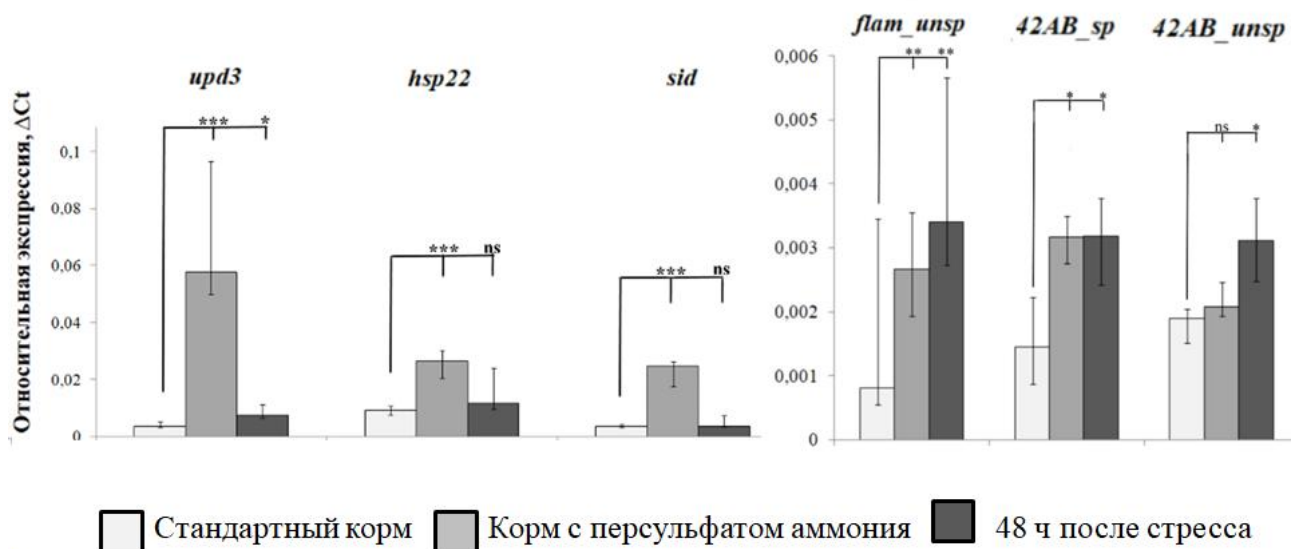 flam_unsp 42AB_sp 42AB_unsp
upd3 hsp22 sid
Относительная экспрессия, ΔCt
*** *
*** ns
*** ns
** **
* *
ns *
0,1
0,08
0,06
0,04
0,02
0
0,006
0,005
0,004
0,003
0,002
0,001
0
Стандартный корм Корм с персульфатом аммония 48 ч после стресса